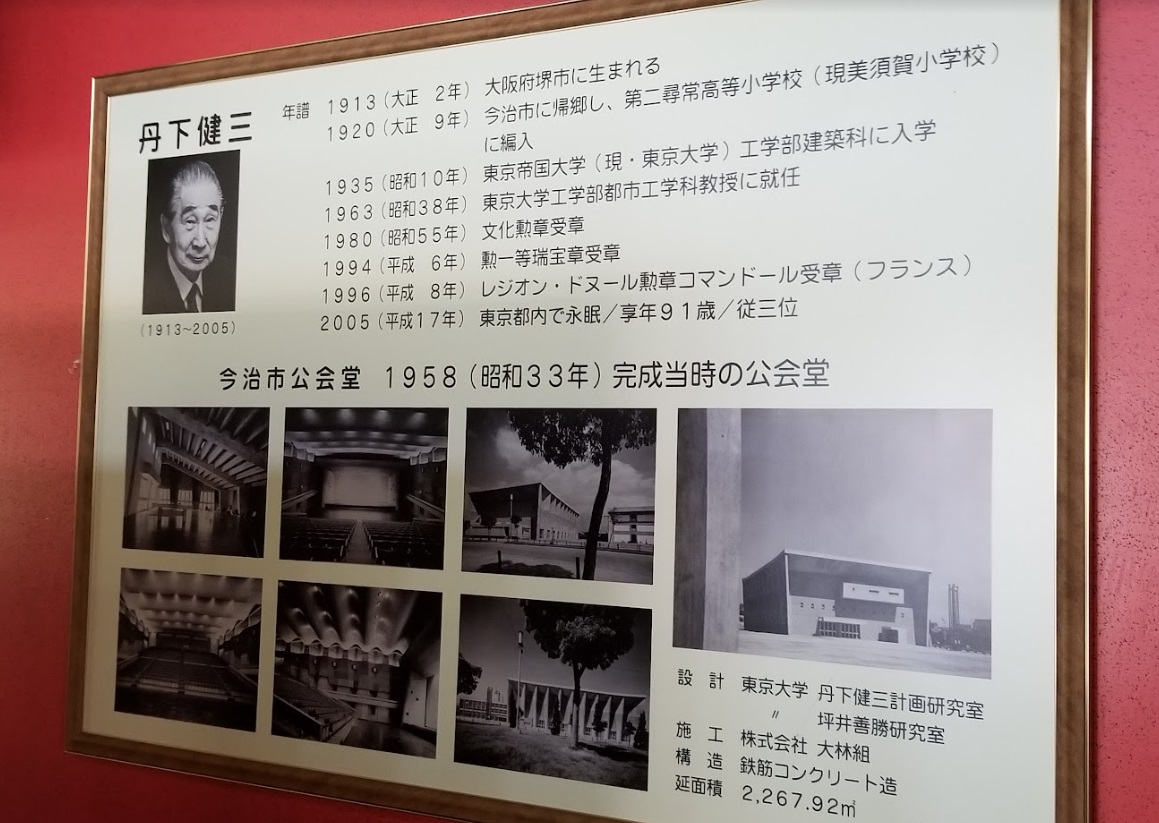 丹下健三
(1913~2005)
年譜 1913(大正 2年) 大阪府堺市に生まれる
1920(大正 9年) 今治市に帰郷し、第二尋常高等小学校(現美須賀小学校)
に編入
1935(昭和10年) 東京帝国大学(現・東京大学)工学部建築科に入学
1963(昭和38年) 東京大学工学部都市工学科教授に就任
1980(昭和55年) 文化勲章受章
1994(平成 6年) 勲一等瑞宝章受章
1996(平成 8年) レジオン・ドヌール勲章コマンドール受章(フランス)
2005(平成17年) 東京都内で永眠/享年91歳/従三位
今治市公会堂 1958(昭和33年)完成当時の公会堂
設 計 東京大学 丹下健三計画研究室
〃 坪井善勝研究室
施 工 株式会社 大林組
構 造 鉄筋コンクリート造
延面積 2,267.92㎡